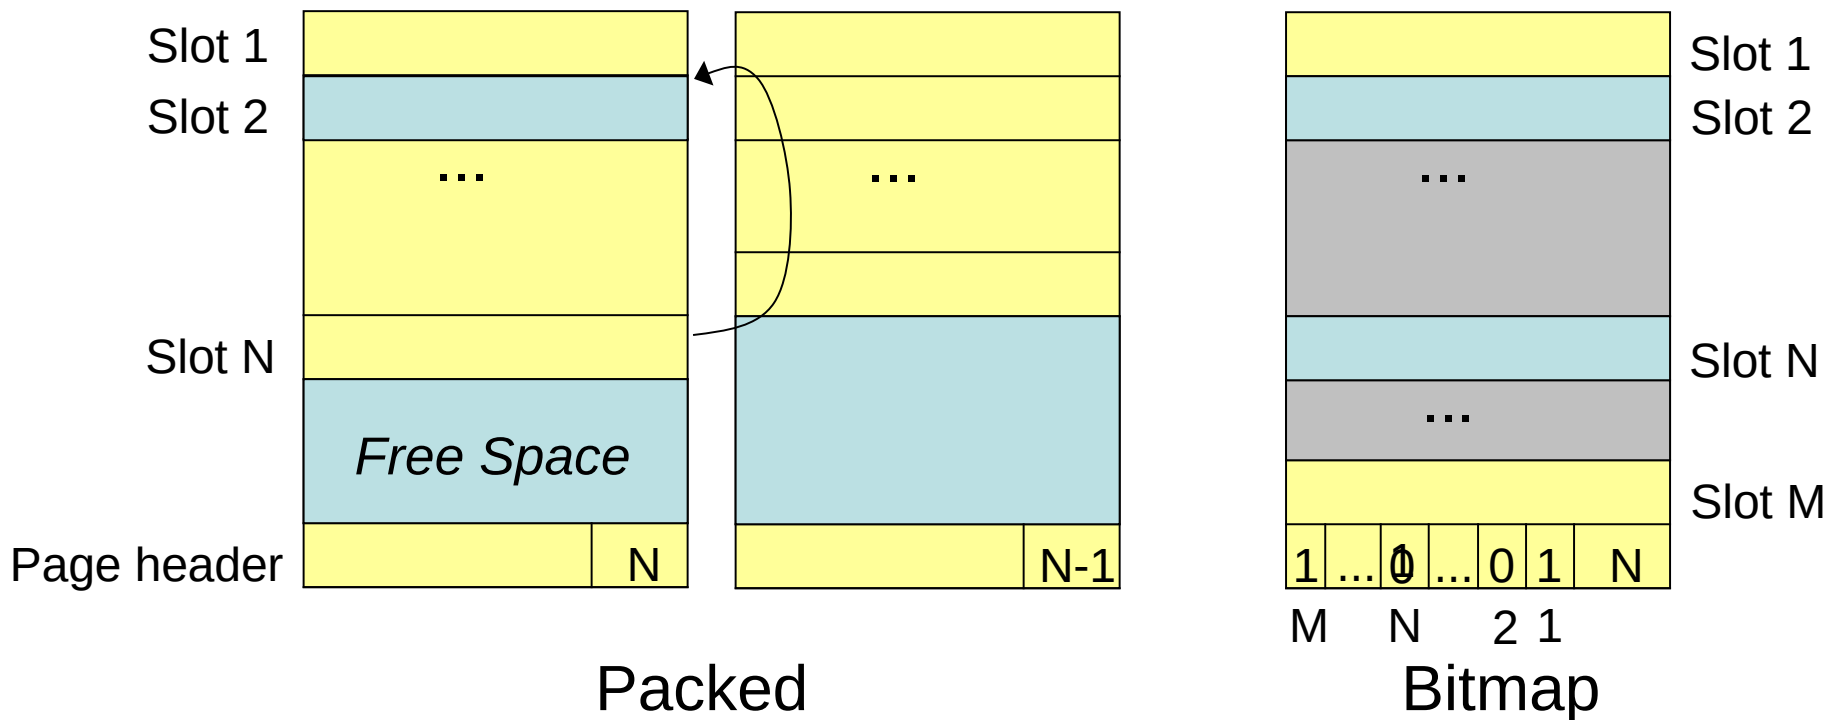 Slot 1
Slot 1
Slot 2
Slot 2
...
...
...
Slot N
Slot N
...
Free Space
Slot M
Page header
N
N-1
1 ... ... 0 1 N
M N 2 1
Packed
Bitmap